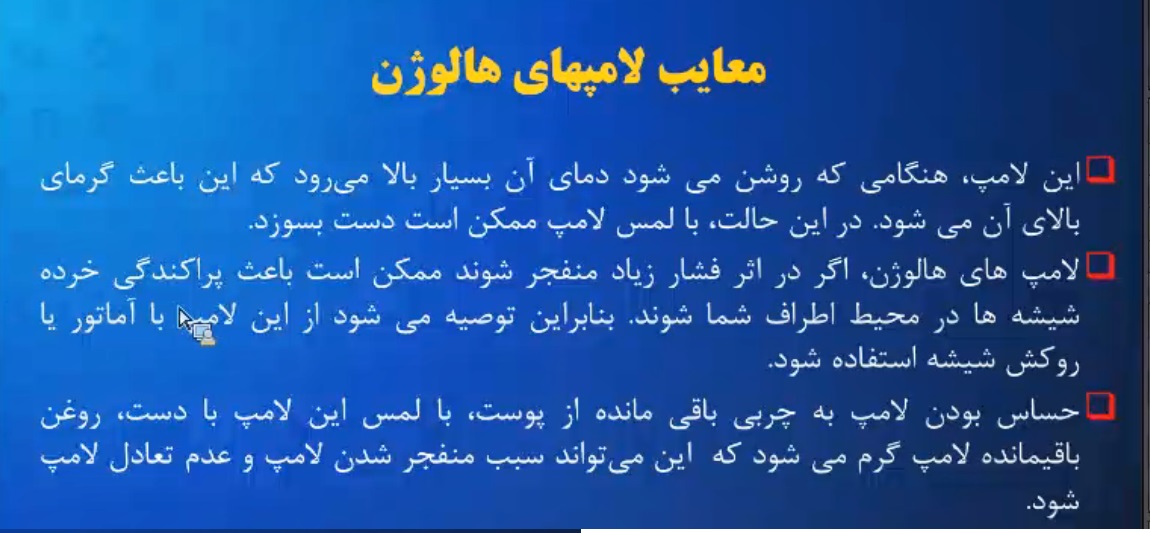 معایب لامپهای هالوژن
این لامپ، هنگامی که روشن می شود دمای آن بسیار بالا می‌رود که این باعث گرمای
بالای آن می شود. در این حالت، با لمس لامپ ممکن است دست بسوزد.
لامپ های هالوژن، اگر در اثر فشار زیاد منفجر شوند ممکن است باعث پراکندگی خرده
شیشه ها در محیط اطراف شما شوند. بنابراین توصیه می شود از این لامپ با آماتور یا
روکش شیشه استفاده شود.
حساس بودن لامپ به چربی باقی مانده از پوست، با لمس این لامپ با دست، روغن
باقیمانده لامپ گرم می شود که این می‌تواند سبب منفجر شدن لامپ و عدم تعادل لامپ
شود.